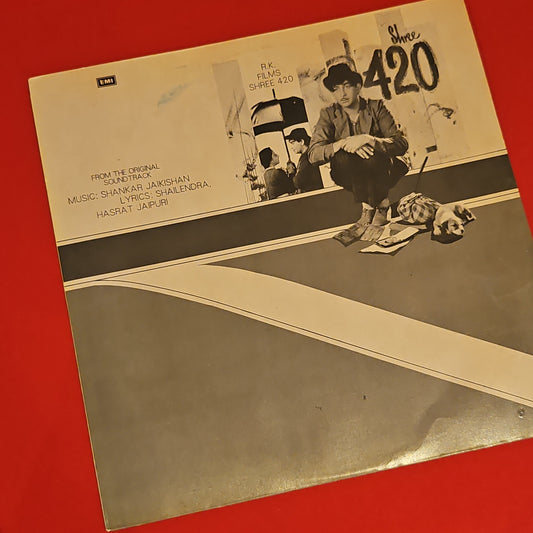 EMI
Shree
420
R.K.
FILMS
SHREE 420
FROM THE ORIGINAL
SOUNDTRACK
MUSIC: SHANKAR JAIKISHAN
LYRICS: SHAILENDRA,
HASRAT JAIPURI